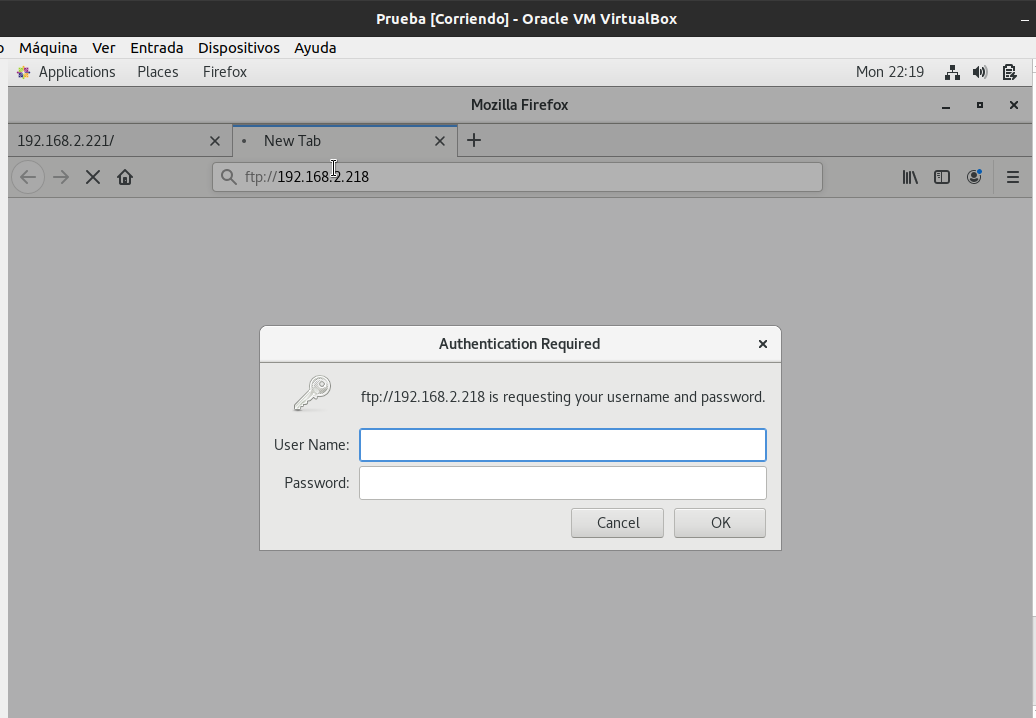 Prueba [Corriendo] - Oracle VM VirtualBox
Máquina Ver Entrada Dispositivos Ayuda
Applications Places Firefox Mon 22:19
Mozilla Firefox
192.168.2.221/ New Tab
ftp://192.168.2.218
Authentication Required
ftp://192.168.2.218 is requesting your username and password.
User Name:
Password:
Cancel OK